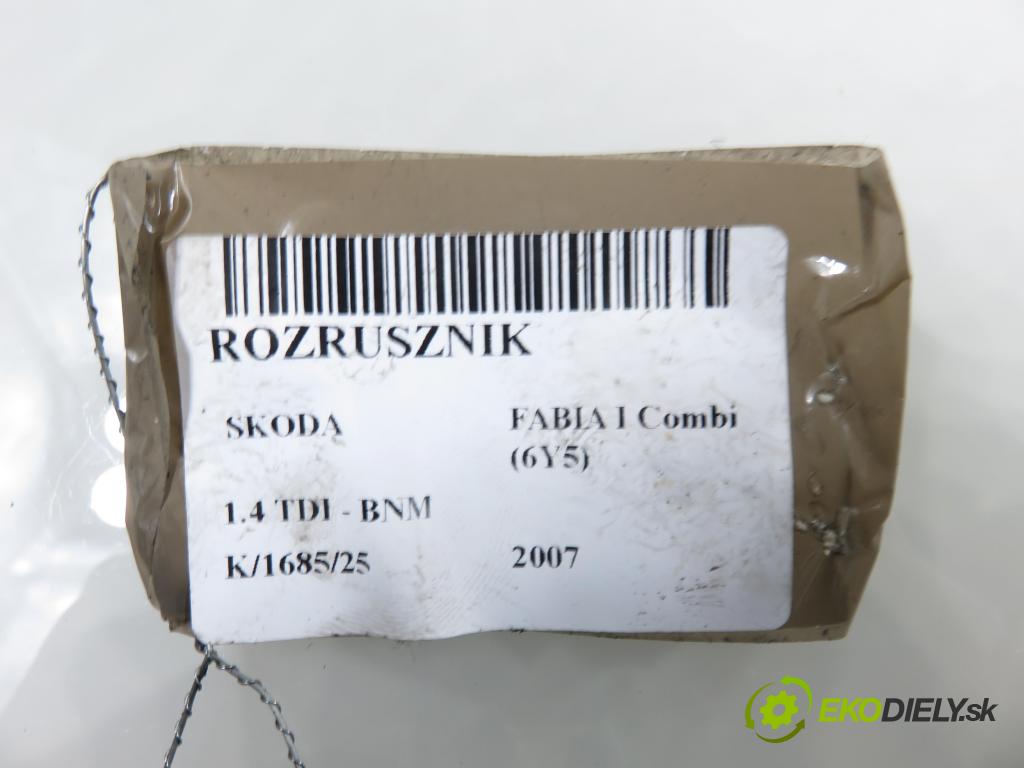 ROZRUSZNIK
SKODA
FABIA I Combi
(6Y5)
1.4 TDI - BNM
K/1685/25
2007
EKODIELY.sk